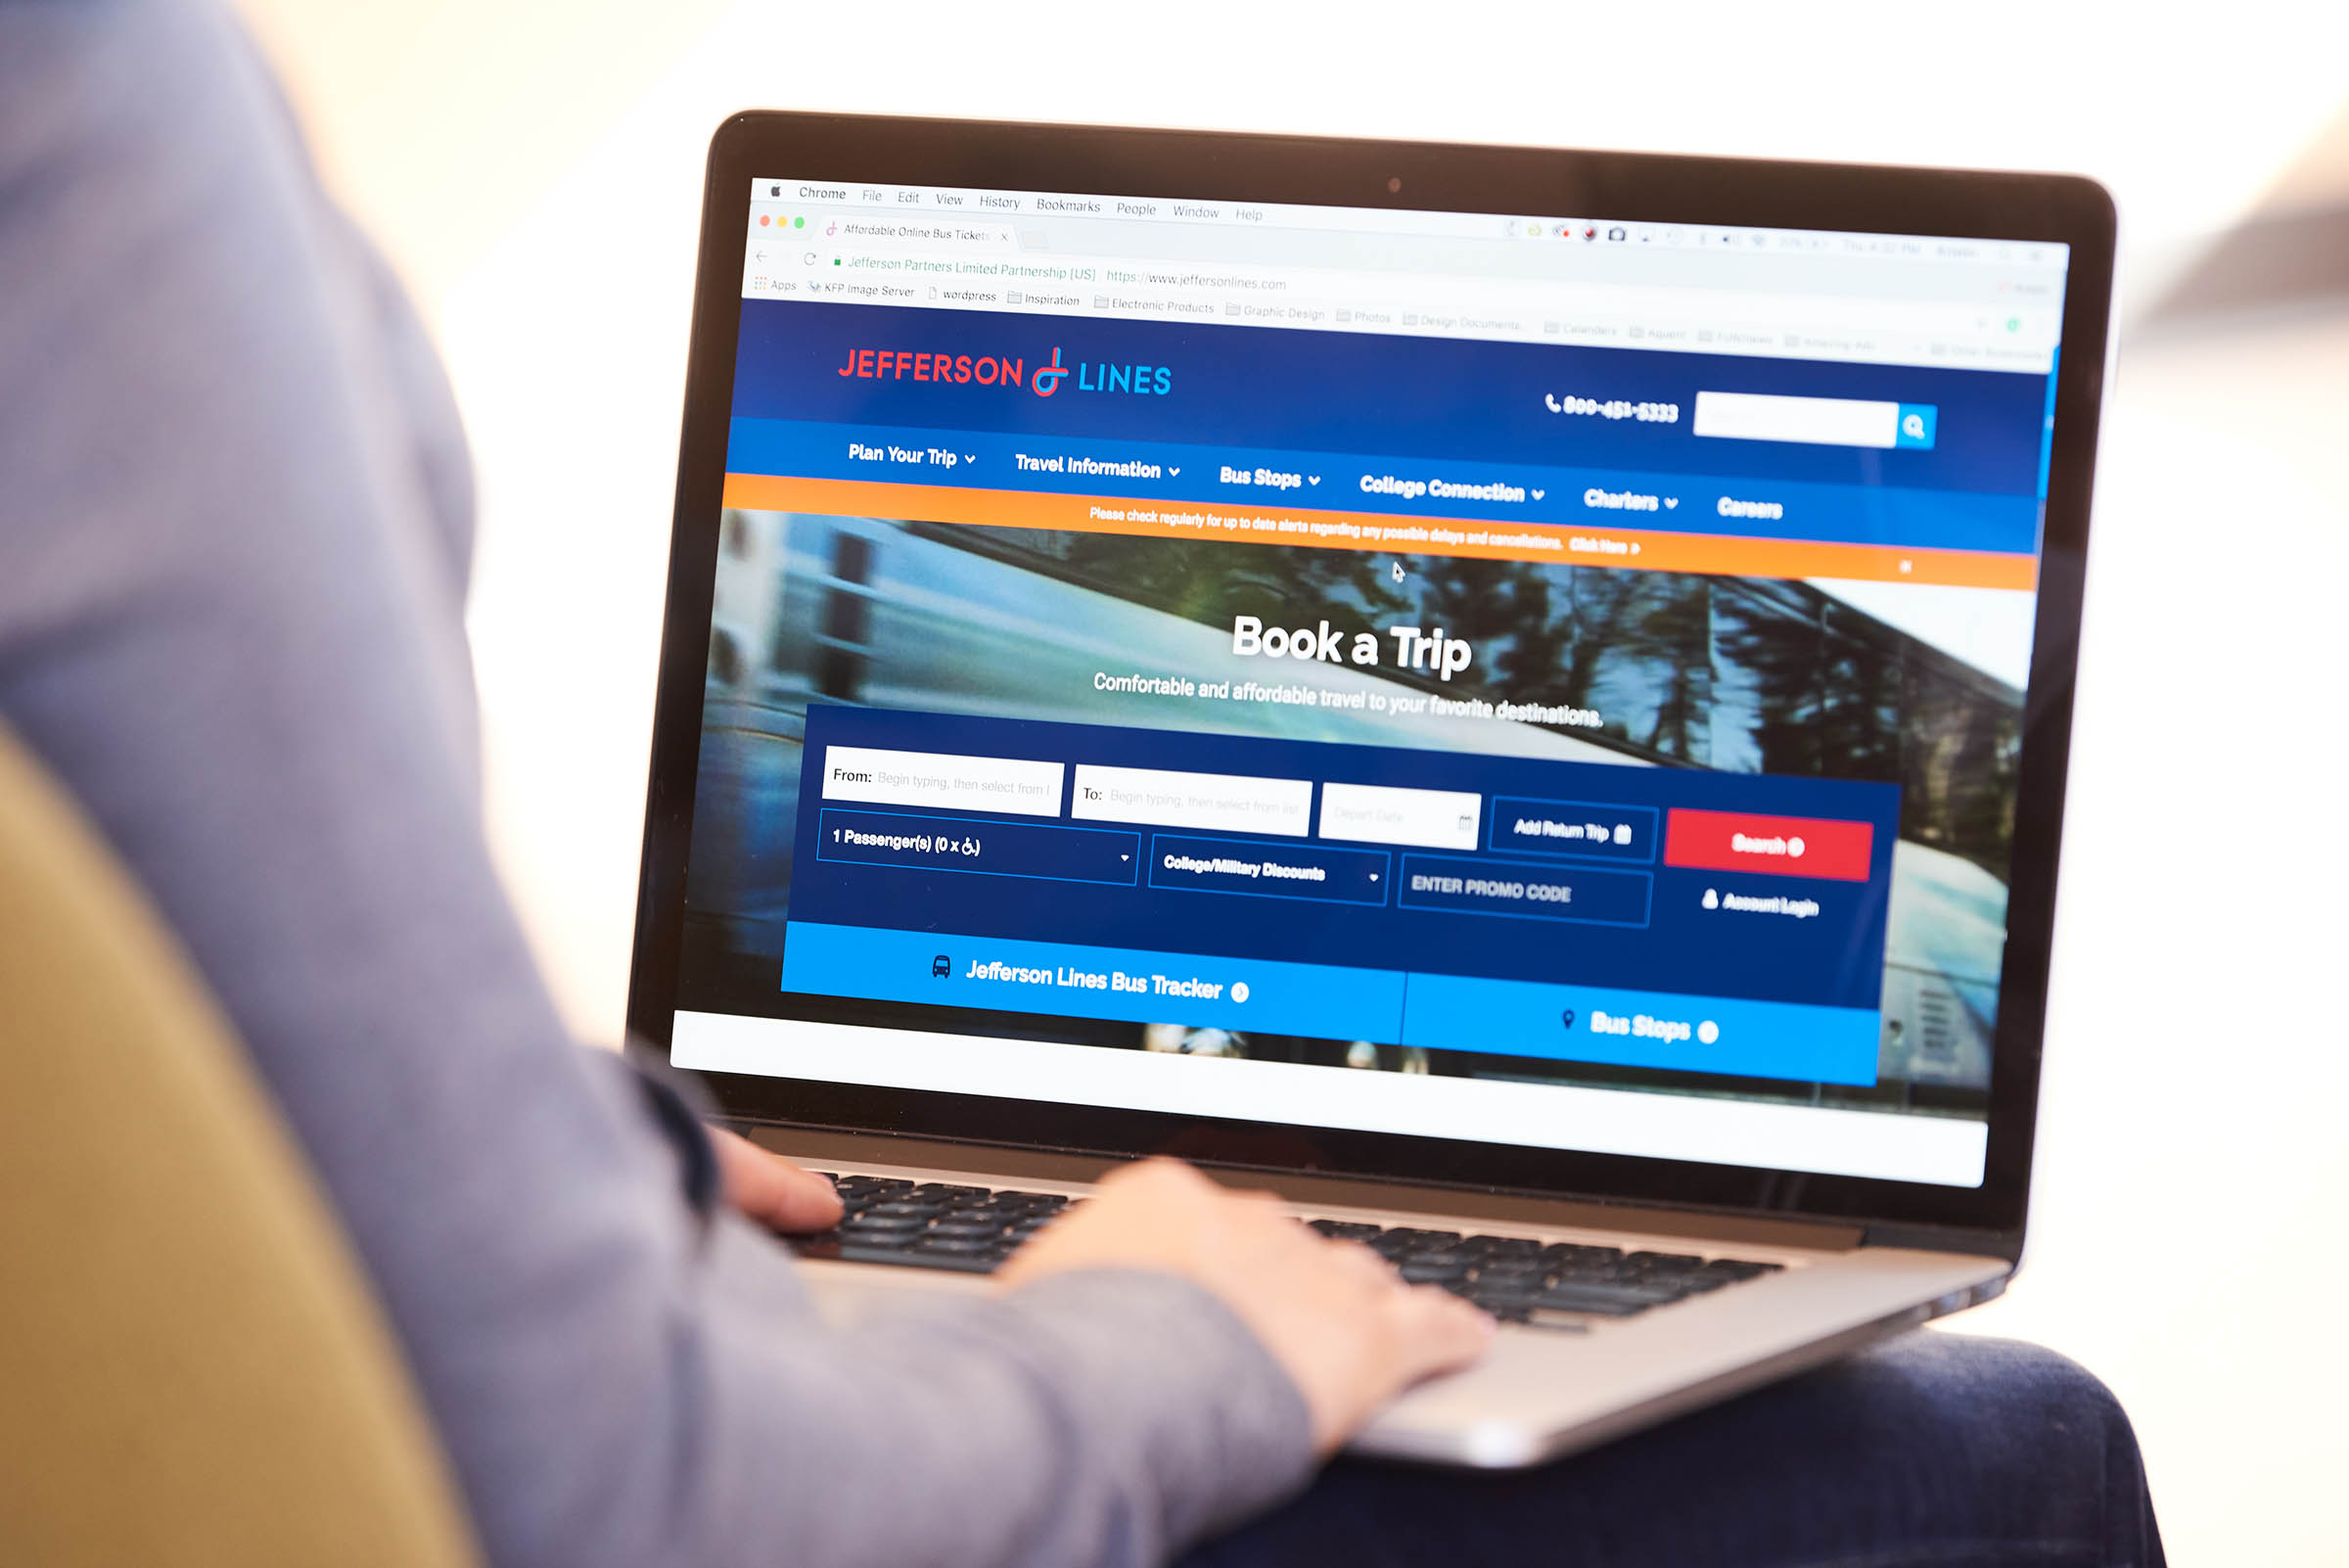 Chrome File Edit View History Bookmarks People Window Help
Affordable Online Bus Tickets
Jefferson Partners Limited Partnership [US] https://www.jeffersonlines.com
Apps KFP Image Server wordpress Inspiration Electronic Products Graphic Design Photos Design Documents Calendars Aquent
JEFFERSON LINES
800-451-5333
Plan Your Trip Travel Information Bus Stops College Connection Charters Careers
Please check regularly for up to date alerts regarding any possible delays and cancellations. Click Here
Book a Trip
Comfortable and affordable travel to your favorite destinations.
From: Begin typing, then select from l
To: Begin typing, then select from list
Depart Date
Add Return Trip
Search
1 Passenger(s) (0 x )
College/Military Discounts
ENTER PROMO CODE
Account Login
Jefferson Lines Bus Tracker
Bus Stops